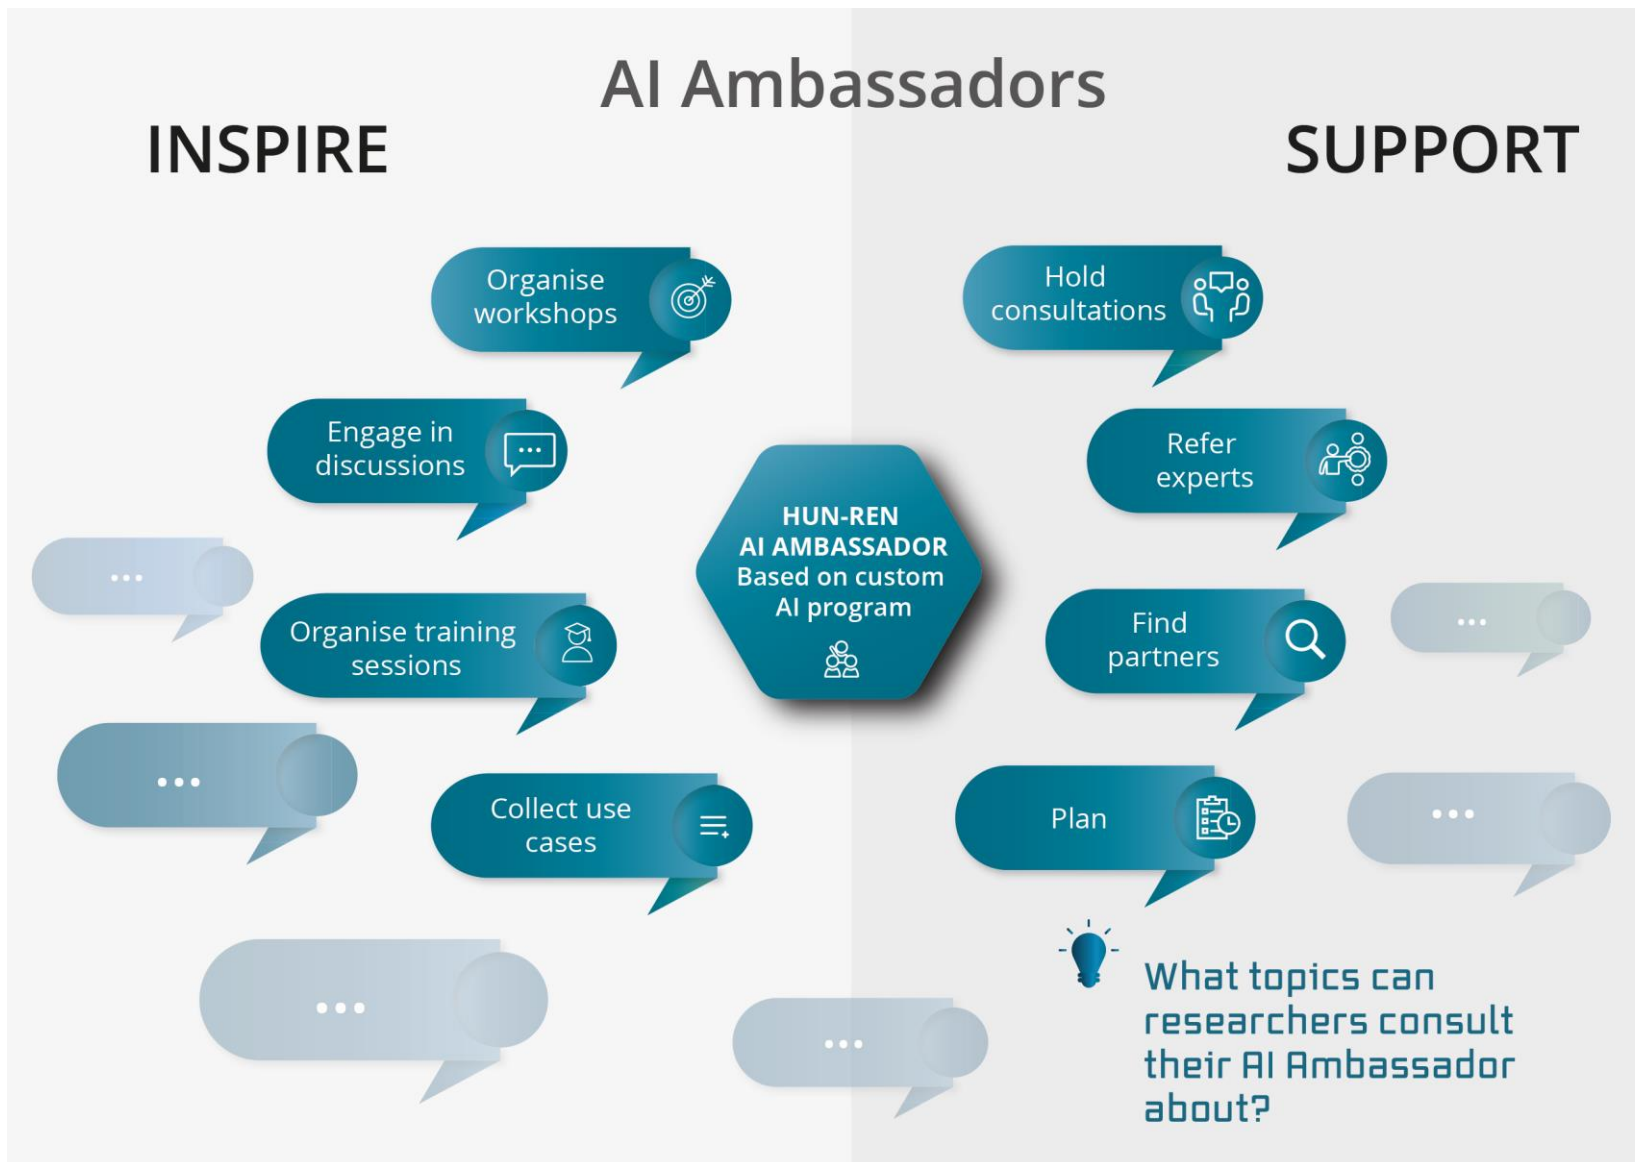 AI Ambassadors
INSPIRE
SUPPORT
Organise
workshops
Engage in
discussions
...
Organise training
sessions
...
Collect use
cases
...
HUN-REN
AI AMBASSADOR
Based on custom
AI program
Hold
consultations
Refer
experts
Find
partners
...
Plan
...
...
What topics can
researchers consult
their AI Ambassador
about?